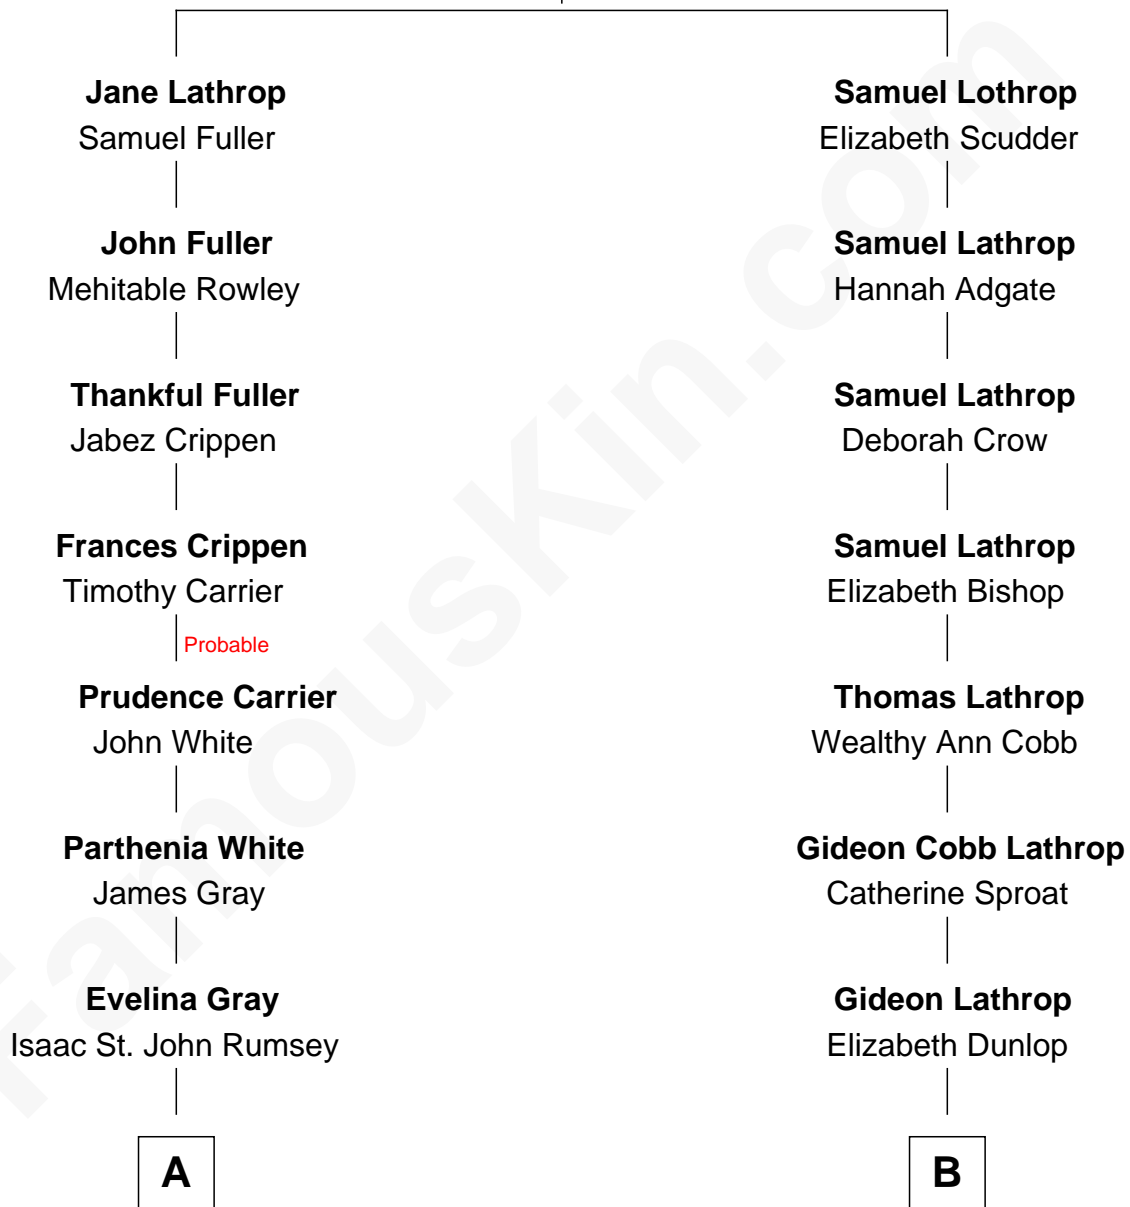 Jane Lathrop
Samuel Fuller
John Fuller
Mehitable Rowley
Thankful Fuller
Jabez Crippen
Frances Crippen
Timothy Carrier
Probable
Prudence Carrier
John White
Parthenia White
James Gray
Evelina Gray
Isaac St. John Rumsey
A
Samuel Lothrop
Elizabeth Scudder
Samuel Lathrop
Hannah Adgate
Samuel Lathrop
Deborah Crow
Samuel Lathrop
Elizabeth Bishop
Thomas Lathrop
Wealthy Ann Cobb
Gideon Cobb Lathrop
Catherine Sproat
Gideon Lathrop
Elizabeth Dunlop
B
FamousKin.com